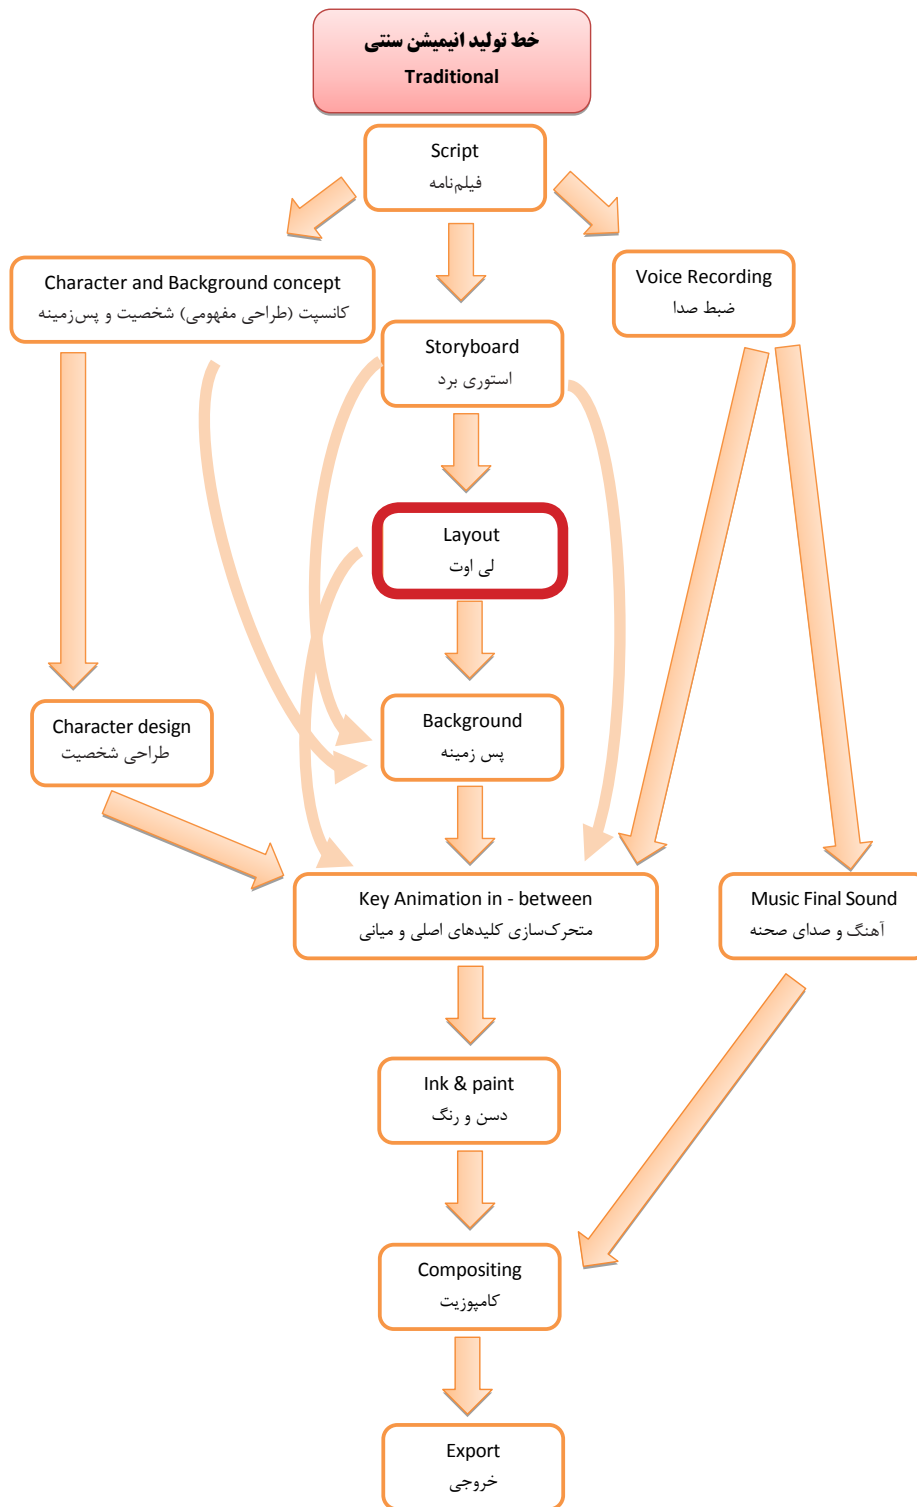 خط تولید انیمیشن سنتی
Traditional
Script
فیلم‌نامه
Character and Background concept
کانسپت (طراحی مفهومی) شخصیت و پس‌زمینه
Voice Recording
ضبط صدا
Storyboard
استوری برد
Layout
لی اوت
Character design
طراحی شخصیت
Background
پس زمینه
Key Animation in - between
متحرک‌سازی کلیدهای اصلی و میانی
Music Final Sound
آهنگ و صدای صحنه
Ink & paint
دسن و رنگ
Compositing
کامپوزیت
Export
خروجی